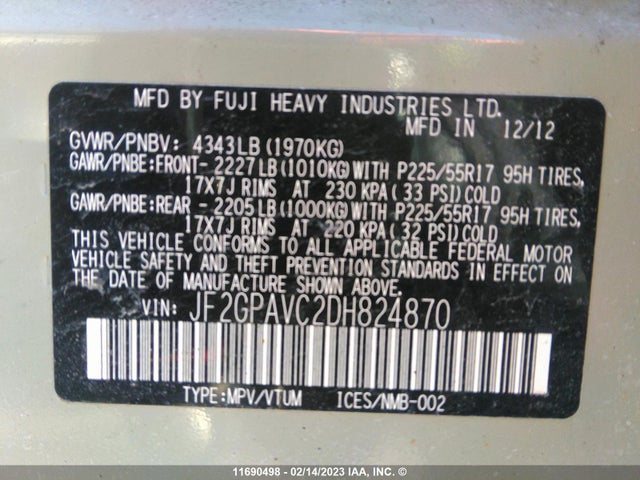 MFD BY FUJI HEAVY INDUSTRIES LTD.
MFD IN 12/12
GVWR/PNBV: 4343LB (1970KG)
GAWR/PNBE:FRONT- 2227LB (1010KG)WITH P225/55R17 95H TIRES,
17X7J RIMS AT 230 KPA( 33 PSI)COLD
GAWR/PNBE:REAR - 2205LB (1000KG)WITH P225/55R17 95H TIRES,
17X7J RIMS AT 220 KPA( 32 PSI)COLD
THIS VEHICLE CONFORMS TO ALL APPLICABLE FEDERAL MOTOR
VEHICLE SAFETY AND THEFT PREVENTION STANDARDS IN EFFECT ON
THE DATE OF MANUFACTURE SHOWN ABOVE.
VIN: JF2GPAVC2DH824870
TYPE:MPV/VTUM ICES/NMB-002
11690498 - 02/14/2023 IAA, INC. ©